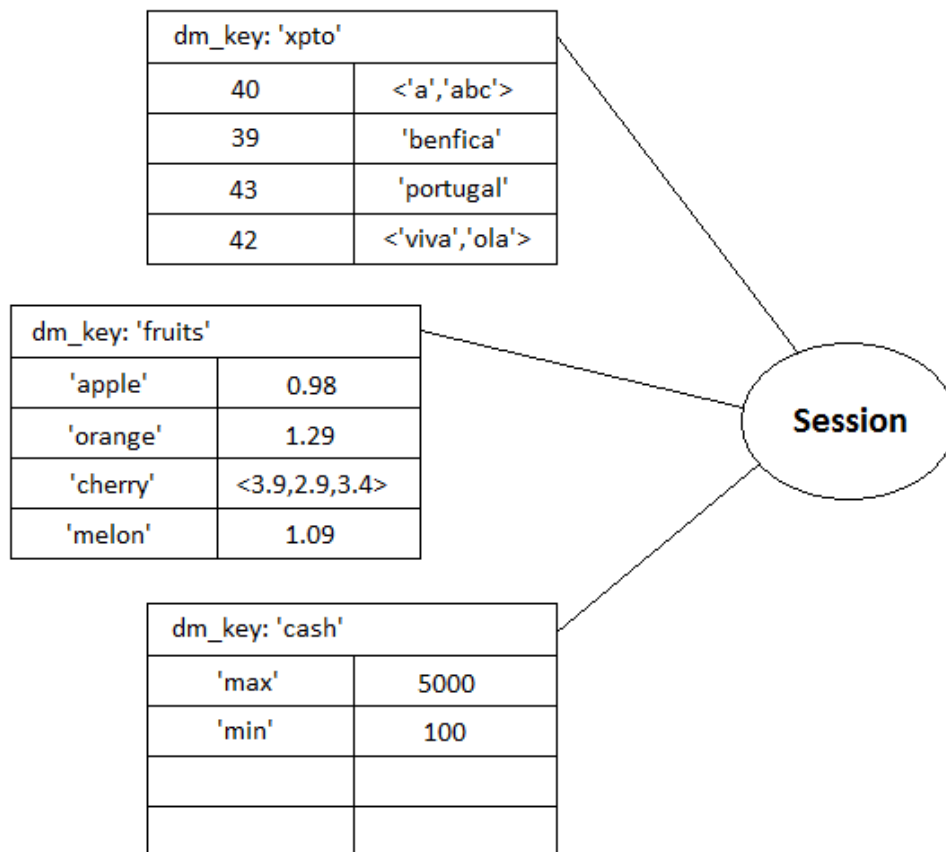 dm_key: 'xpto'
40 <'a','abc'>
39 'benfica'
43 'portugal'
42 <'viva','ola'>
dm_key: 'fruits'
'apple' 0.98
'orange' 1.29
'cherry' <3.9,2.9,3.4>
'melon' 1.09
Session
dm_key: 'cash'
'max' 5000
'min' 100